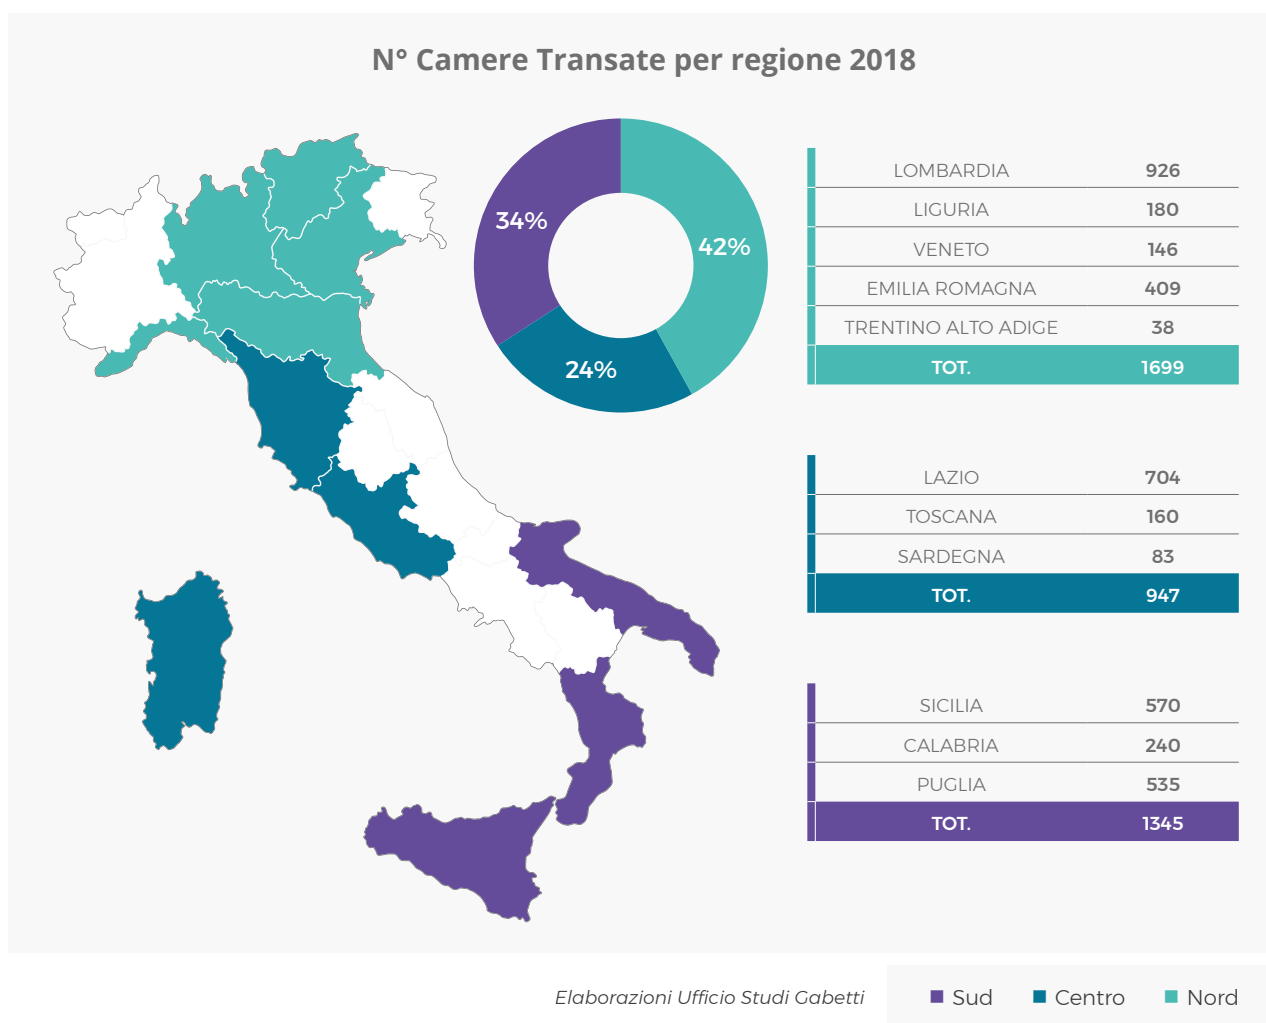 N° Camere Transate per regione 2018
34%
42%
24%
LOMBARDIA 926
LIGURIA 180
VENETO 146
EMILIA ROMAGNA 409
TRENTINO ALTO ADIGE 38
TOT. 1699
LAZIO 704
TOSCANA 160
SARDEGNA 83
TOT. 947
SICILIA 570
CALABRIA 240
PUGLIA 535
TOT. 1345
Elaborazioni Ufficio Studi Gabetti
Sud Centro Nord